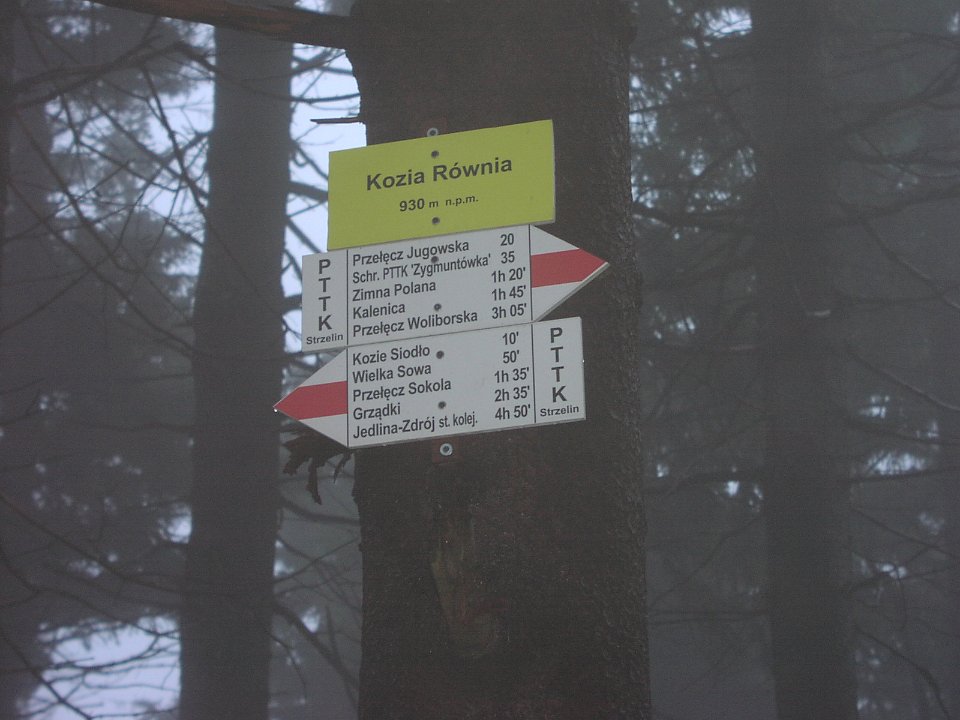 Kozia Równia
930 m n.p.m.
PTTK
Strzelin
Przełęcz Jugowska 20
Schr. PTTK 'Zygmuntówka' 35
Zimna Polana 1h 20'
Kalenica 1h 45'
Przełęcz Woliborska 3h 05'
Kozie Siodło 10'
Wielka Sowa 50'
Przełęcz Sokola 1h 35'
Grządki 2h 35'
Jedlina-Zdrój st. kolej. 4h 50'
PTTK
Strzelin